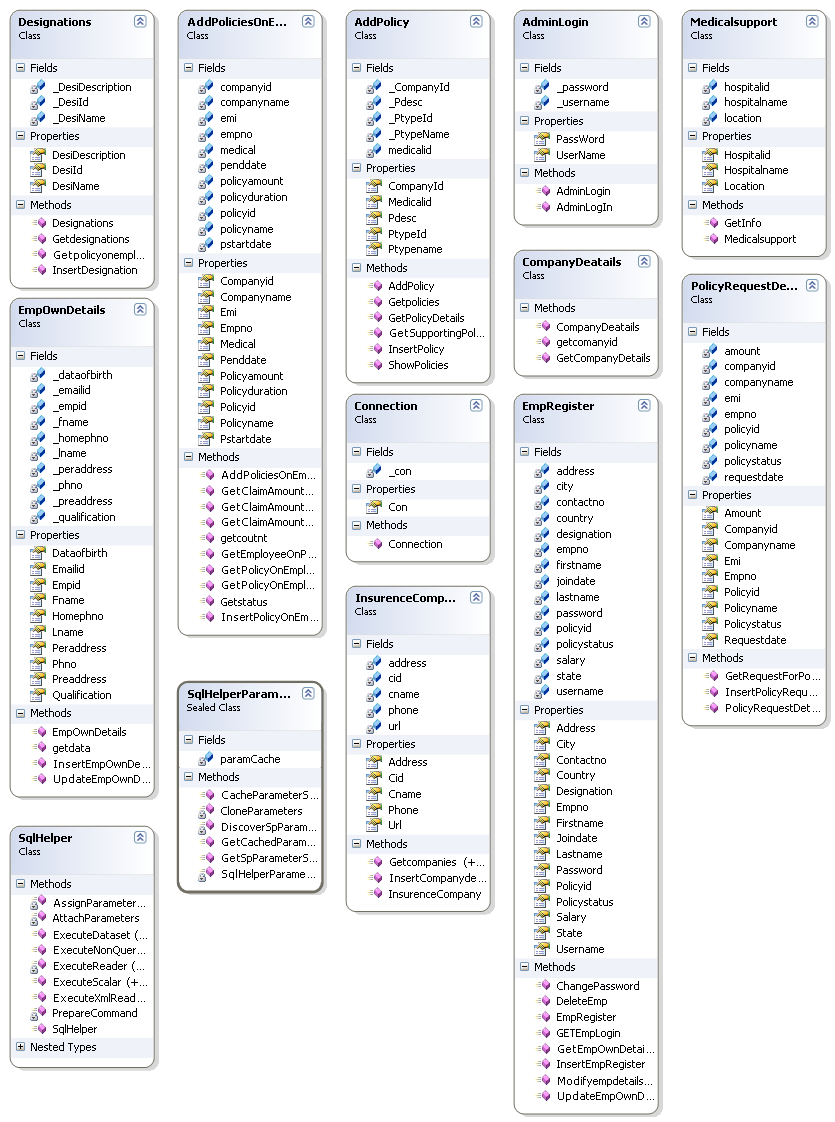 Designations
Class
Fields
_DesiDescription
_DesiId
_DesiName
Properties
DesiDescription
DesiId
DesiName
Methods
Designations
Getdesignations
Getpolicyonempl...
InsertDesignation
EmpOwnDetails
Class
Fields
_dataofbirth
_emailid
_empid
_fname
_homephno
_lname
_peraddress
_phno
_preaddress
_qualification
Properties
Dataofbirth
Emailid
Empid
Fname
Homephno
Lname
Peraddress
Phno
Preaddress
Qualification
Methods
EmpOwnDetails
getdata
InsertEmpOwnDe...
UpdateEmpOwnD...
SqlHelper
Class
Methods
AssignParameter...
AttachParameters
ExecuteDataset (...
ExecuteNonQuer...
ExecuteReader (...
ExecuteScalar (+...
ExecuteXmlRead...
PrepareCommand
SqlHelper
Nested Types
AddPoliciesOnE...
Class
Fields
companyid
companyname
emi
empno
medical
penddate
policyamount
policyduration
policyid
policyname
pstartdate
Properties
Companyid
Companyname
Emi
Empno
Medical
Penddate
Policyamount
Policyduration
Policyid
Policyname
Pstartdate
Methods
AddPoliciesOnEm...
GetClaimAmount...
GetClaimAmount...
GetClaimAmount...
getcoutnt
GetEmployeeOnP...
GetPolicyOnEmpl...
GetPolicyOnEmpl...
Getstatus
InsertPolicyOnEm...
SqlHelperParam...
Sealed Class
Fields
paramCache
Methods
CacheParameterS...
CloneParameters
DiscoverSpParam...
GetCachedParam...
GetSpParameterS...
SqlHelperParame...
AddPolicy
Class
Fields
_CompanyId
_Pdesc
_PtypeId
_PtypeName
medicalid
Properties
CompanyId
Medicalid
Pdesc
PtypeId
Ptypename
Methods
AddPolicy
Getpolicies
GetPolicyDetails
GetSupportingPol...
InsertPolicy
ShowPolicies
Connection
Class
Fields
_con
Properties
Con
Methods
Connection
InsurenceComp...
Class
Fields
address
cid
cname
phone
url
Properties
Address
Cid
Cname
Phone
Url
Methods
Getcompanies (+...
InsertCompanyde...
InsurenceCompany
AdminLogin
Class
Fields
_password
_username
Properties
PassWord
UserName
Methods
AdminLogin
AdminLogIn
CompanyDeatails
Class
Methods
CompanyDeatails
getcomanyid
GetCompanyDetails
EmpRegister
Class
Fields
address
city
contactno
country
designation
empno
firstname
joindate
lastname
password
policyid
policystatus
salary
state
username
Properties
Address
City
Contactno
Country
Designation
Empno
Firstname
Joindate
Lastname
Password
Policyid
Policystatus
Salary
State
Username
Methods
ChangePassword
DeleteEmp
EmpRegister
GETEmpLogin
GetEmpOwnDetai...
InsertEmpRegister
Modifyempdetails...
UpdateEmpOwnD...
Medicalsupport
Class
Fields
hospitalid
hospitalname
location
Properties
Hospitalid
Hospitalname
Location
Methods
GetInfo
Medicalsupport
PolicyRequestDe...
Class
Fields
amount
companyid
companyname
emi
empno
policyid
policyname
policystatus
requestdate
Properties
Amount
Companyid
Companyname
Emi
Empno
Policyid
Policyname
Policystatus
Requestdate
Methods
GetRequestForPo...
InsertPolicyRequ...
PolicyRequestDet...